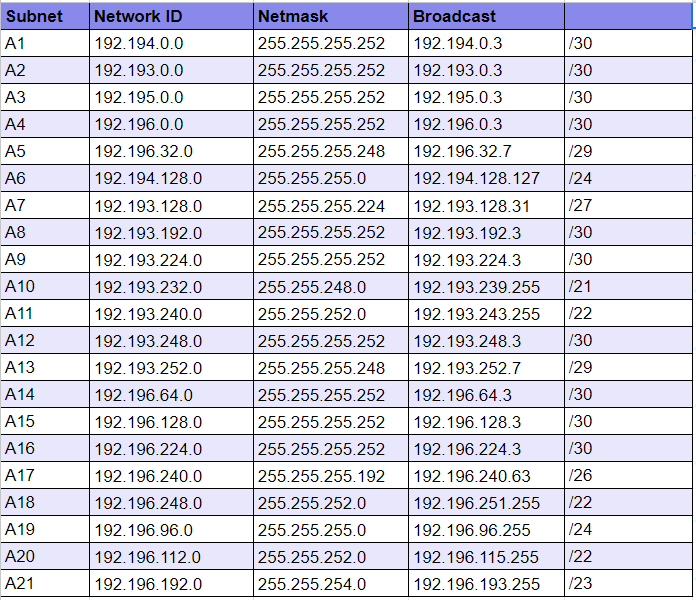 Subnet Network ID Netmask Broadcast
A1 192.194.0.0 255.255.255.252 192.194.0.3 /30
A2 192.193.0.0 255.255.255.252 192.193.0.3 /30
A3 192.195.0.0 255.255.255.252 192.195.0.3 /30
A4 192.196.0.0 255.255.255.252 192.196.0.3 /30
A5 192.196.32.0 255.255.255.248 192.196.32.7 /29
A6 192.194.128.0 255.255.255.0 192.194.128.127 /24
A7 192.193.128.0 255.255.255.224 192.193.128.31 /27
A8 192.193.192.0 255.255.255.252 192.193.192.3 /30
A9 192.193.224.0 255.255.255.252 192.193.224.3 /30
A10 192.193.232.0 255.255.248.0 192.193.239.255 /21
A11 192.193.240.0 255.255.252.0 192.193.243.255 /22
A12 192.193.248.0 255.255.255.252 192.193.248.3 /30
A13 192.193.252.0 255.255.255.248 192.193.252.7 /29
A14 192.196.64.0 255.255.255.252 192.196.64.3 /30
A15 192.196.128.0 255.255.255.252 192.196.128.3 /30
A16 192.196.224.0 255.255.255.252 192.196.224.3 /30
A17 192.196.240.0 255.255.255.192 192.196.240.63 /26
A18 192.196.248.0 255.255.252.0 192.196.251.255 /22
A19 192.196.96.0 255.255.255.0 192.196.96.255 /24
A20 192.196.112.0 255.255.252.0 192.196.115.255 /22
A21 192.196.192.0 255.255.254.0 192.196.193.255 /23